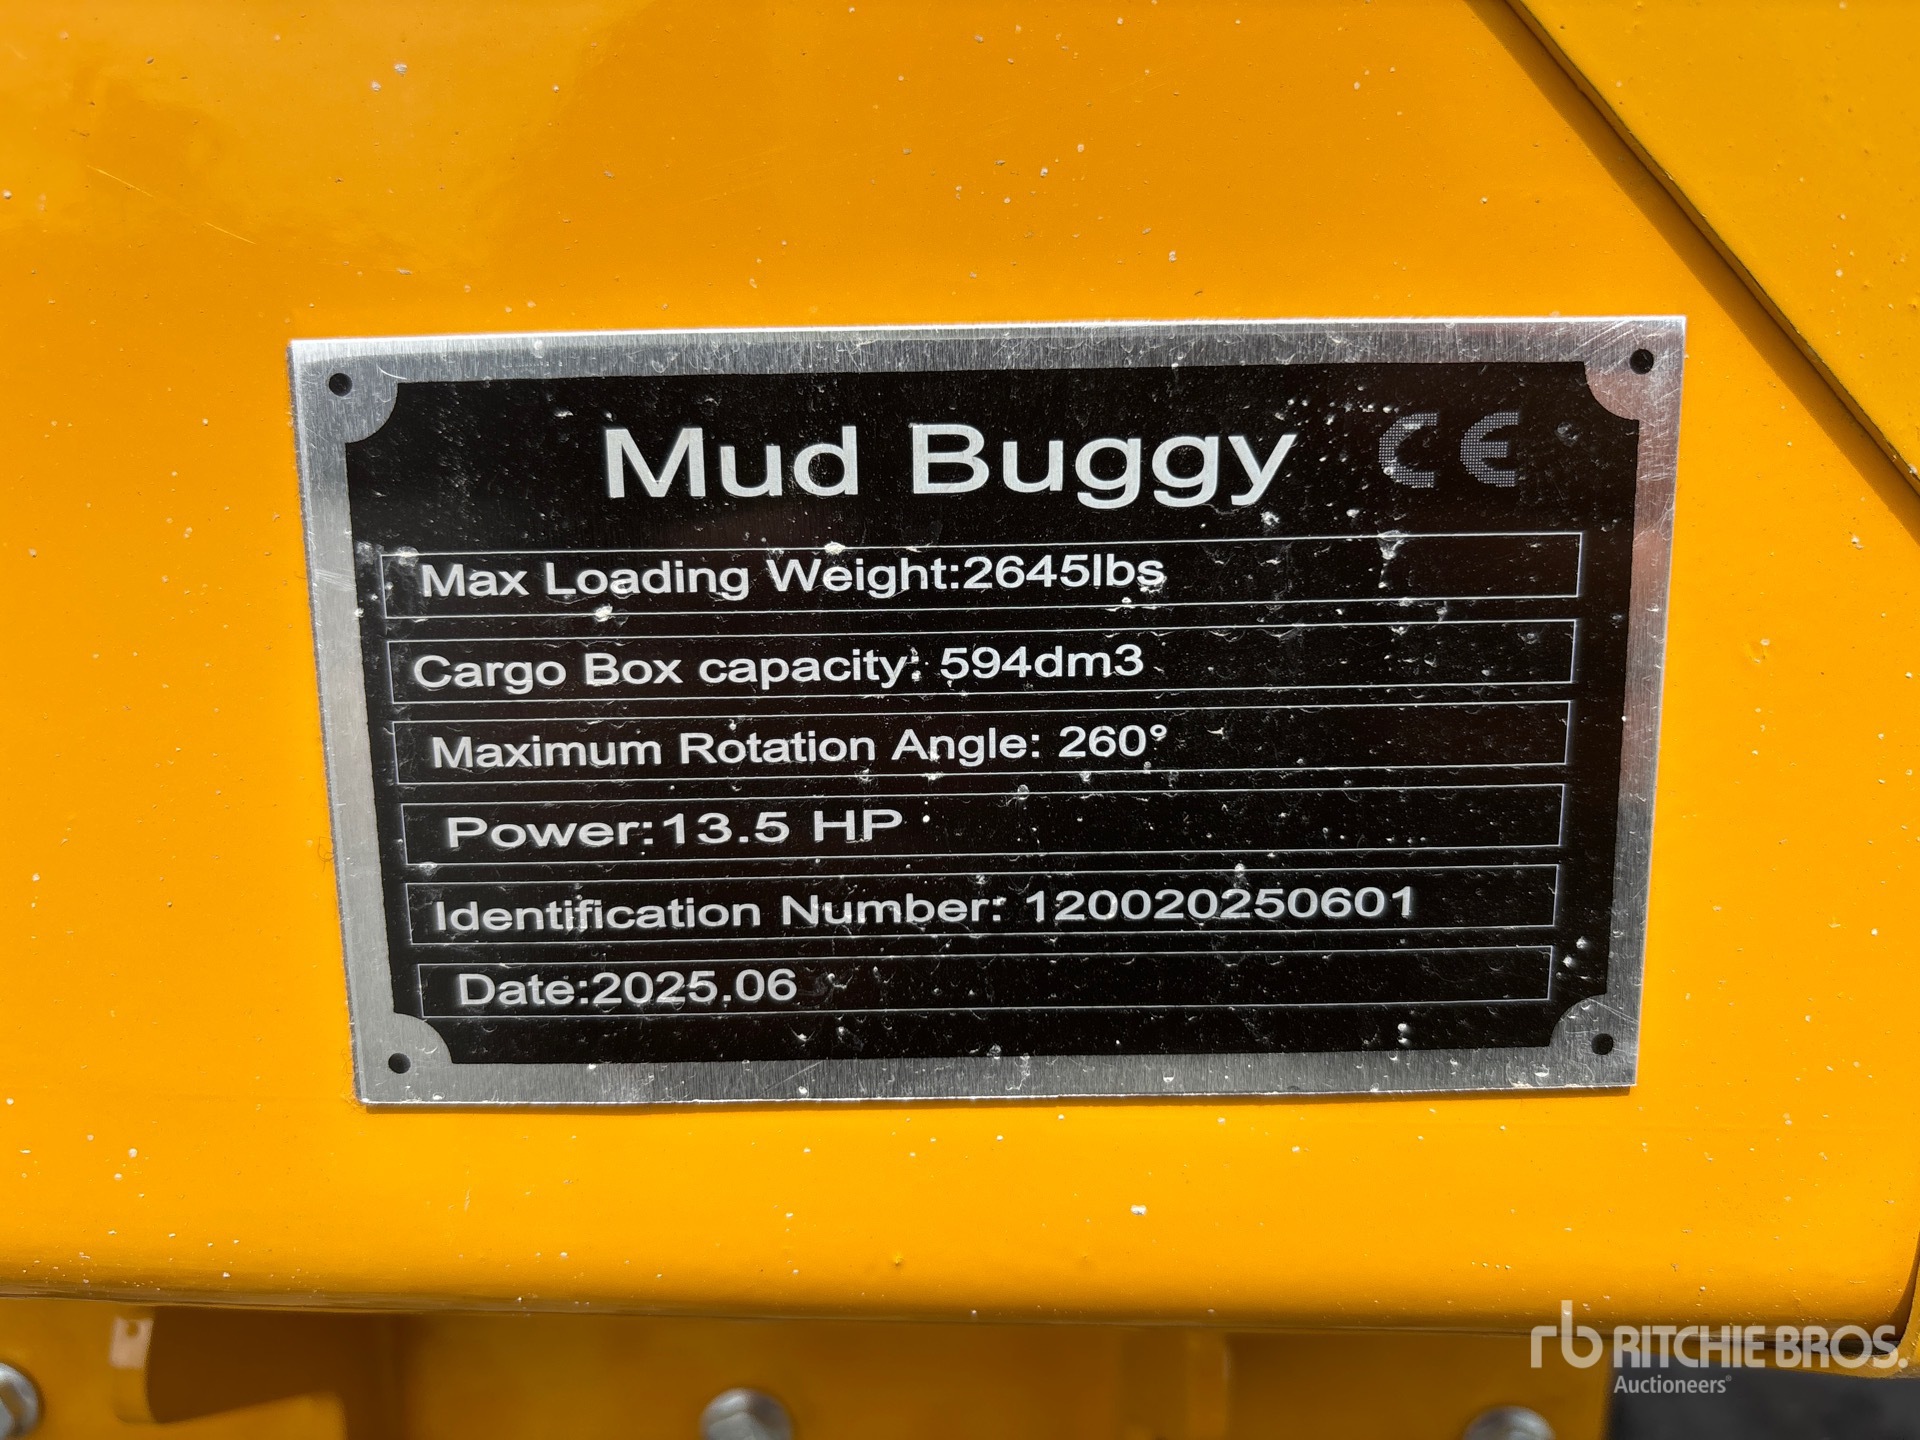 Mud Buggy CE
Max Loading Weight:2645lbs
Cargo Box capacity: 594dm3
Maximum Rotation Angle: 260°
Power:13.5 HP
Identification Number: 120020250601
Date:2025.06
rb RITCHIE BROS.
Auctioneers®